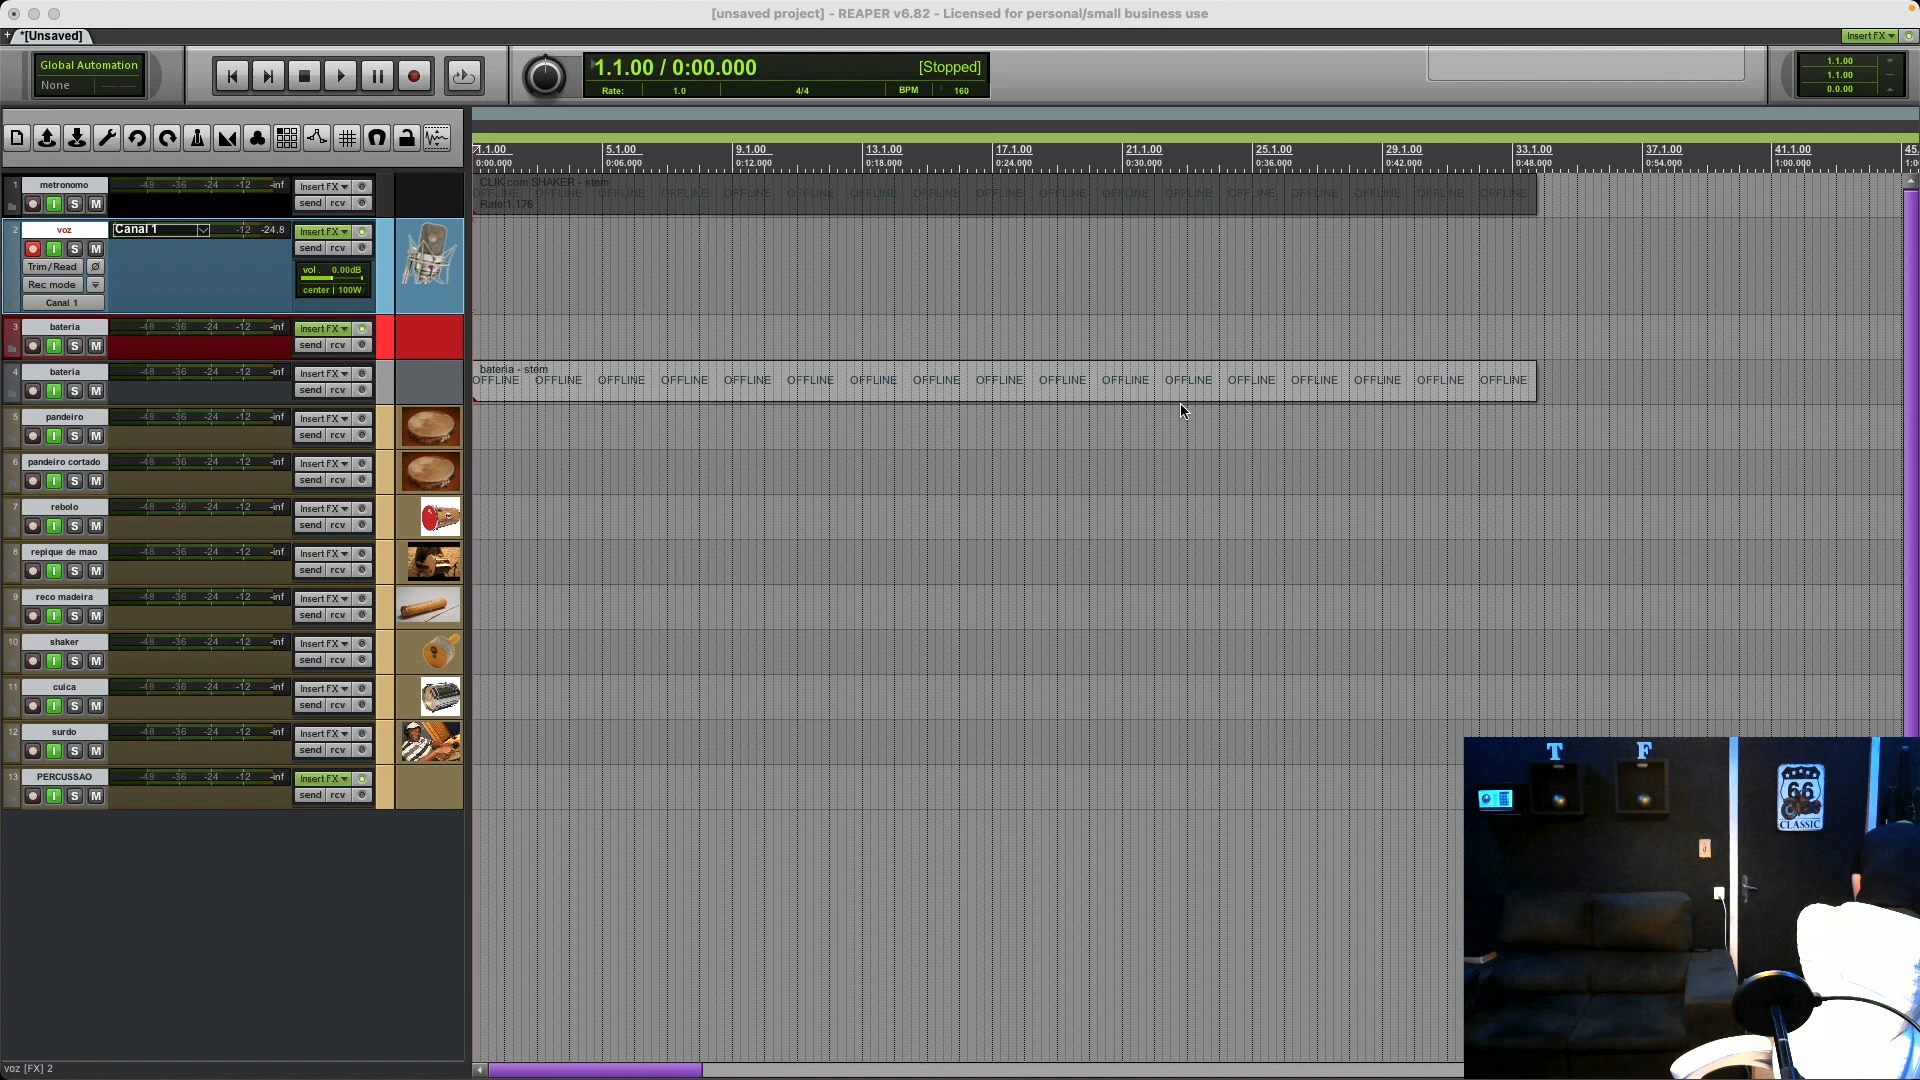 [unsaved project] - REAPER v6.82 - Licensed for personal/small business use
+ *[Unsaved]
Insert FX
Global Automation
None
1.1.00 / 0:00.000 [Stopped]
Rate: 1.0 4/4 BPM 160
1.1.00
1.1.00
0.0.00
1.1.00 5.1.00 9.1.00 13.1.00 17.1.00 21.1.00 25.1.00 29.1.00 33.1.00 37.1.00 41.1.00 45.
0:00.000 0:06.000 0:12.000 0:18.000 0:24.000 0:30.000 0:36.000 0:42.000 0:48.000 0:54.000 1:00.000 1:0
1 metronomo -48 -36 -24 -12 -inf Insert FX
S M send rcv
CLIK com SHAKER - stem
OFFLINE OFFLINE OFFLINE OFFLINE OFFLINE OFFLINE OFFLINE OFFLINE OFFLINE OFFLINE OFFLINE OFFLINE OFFLINE OFFLINE OFFLINE OFFLINE OFFLINE
Rate:1.176
2 voz Canal 1 -12 -24.8 Insert FX
S M send rcv
Trim/Read Ø vol . 0.00dB
Rec mode center | 100W
Canal 1
3 bateria -48 -36 -24 -12 -inf Insert FX
S M send rcv
4 bateria -48 -36 -24 -12 -inf Insert FX
S M send rcv
bateria - stem
OFFLINE OFFLINE OFFLINE OFFLINE OFFLINE OFFLINE OFFLINE OFFLINE OFFLINE OFFLINE OFFLINE OFFLINE OFFLINE OFFLINE OFFLINE OFFLINE OFFLINE
5 pandeiro -48 -36 -24 -12 -inf Insert FX
S M send rcv
6 pandeiro cortado -48 -36 -24 -12 -inf Insert FX
S M send rcv
7 rebolo -48 -36 -24 -12 -inf Insert FX
S M send rcv
8 repique de mao -48 -36 -24 -12 -inf Insert FX
S M send rcv
9 reco madeira -48 -36 -24 -12 -inf Insert FX
S M send rcv
10 shaker -48 -36 -24 -12 -inf Insert FX
S M send rcv
11 cuica -48 -36 -24 -12 -inf Insert FX
S M send rcv
12 surdo -48 -36 -24 -12 -inf Insert FX
S M send rcv
13 PERCUSSAO -48 -36 -24 -12 -inf Insert FX
S M send rcv
T F
66
CLASSIC
voz [FX] 2